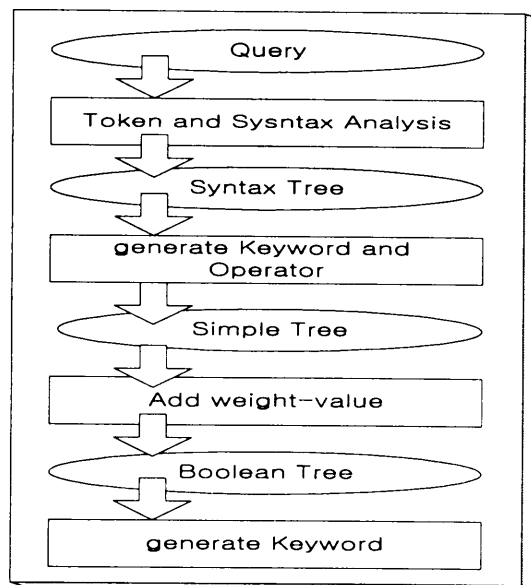 Query
Token and Sysntax Analysis
Syntax Tree
generate Keyword and
Operator
Simple Tree
Add weight-value
Boolean Tree
generate Keyword